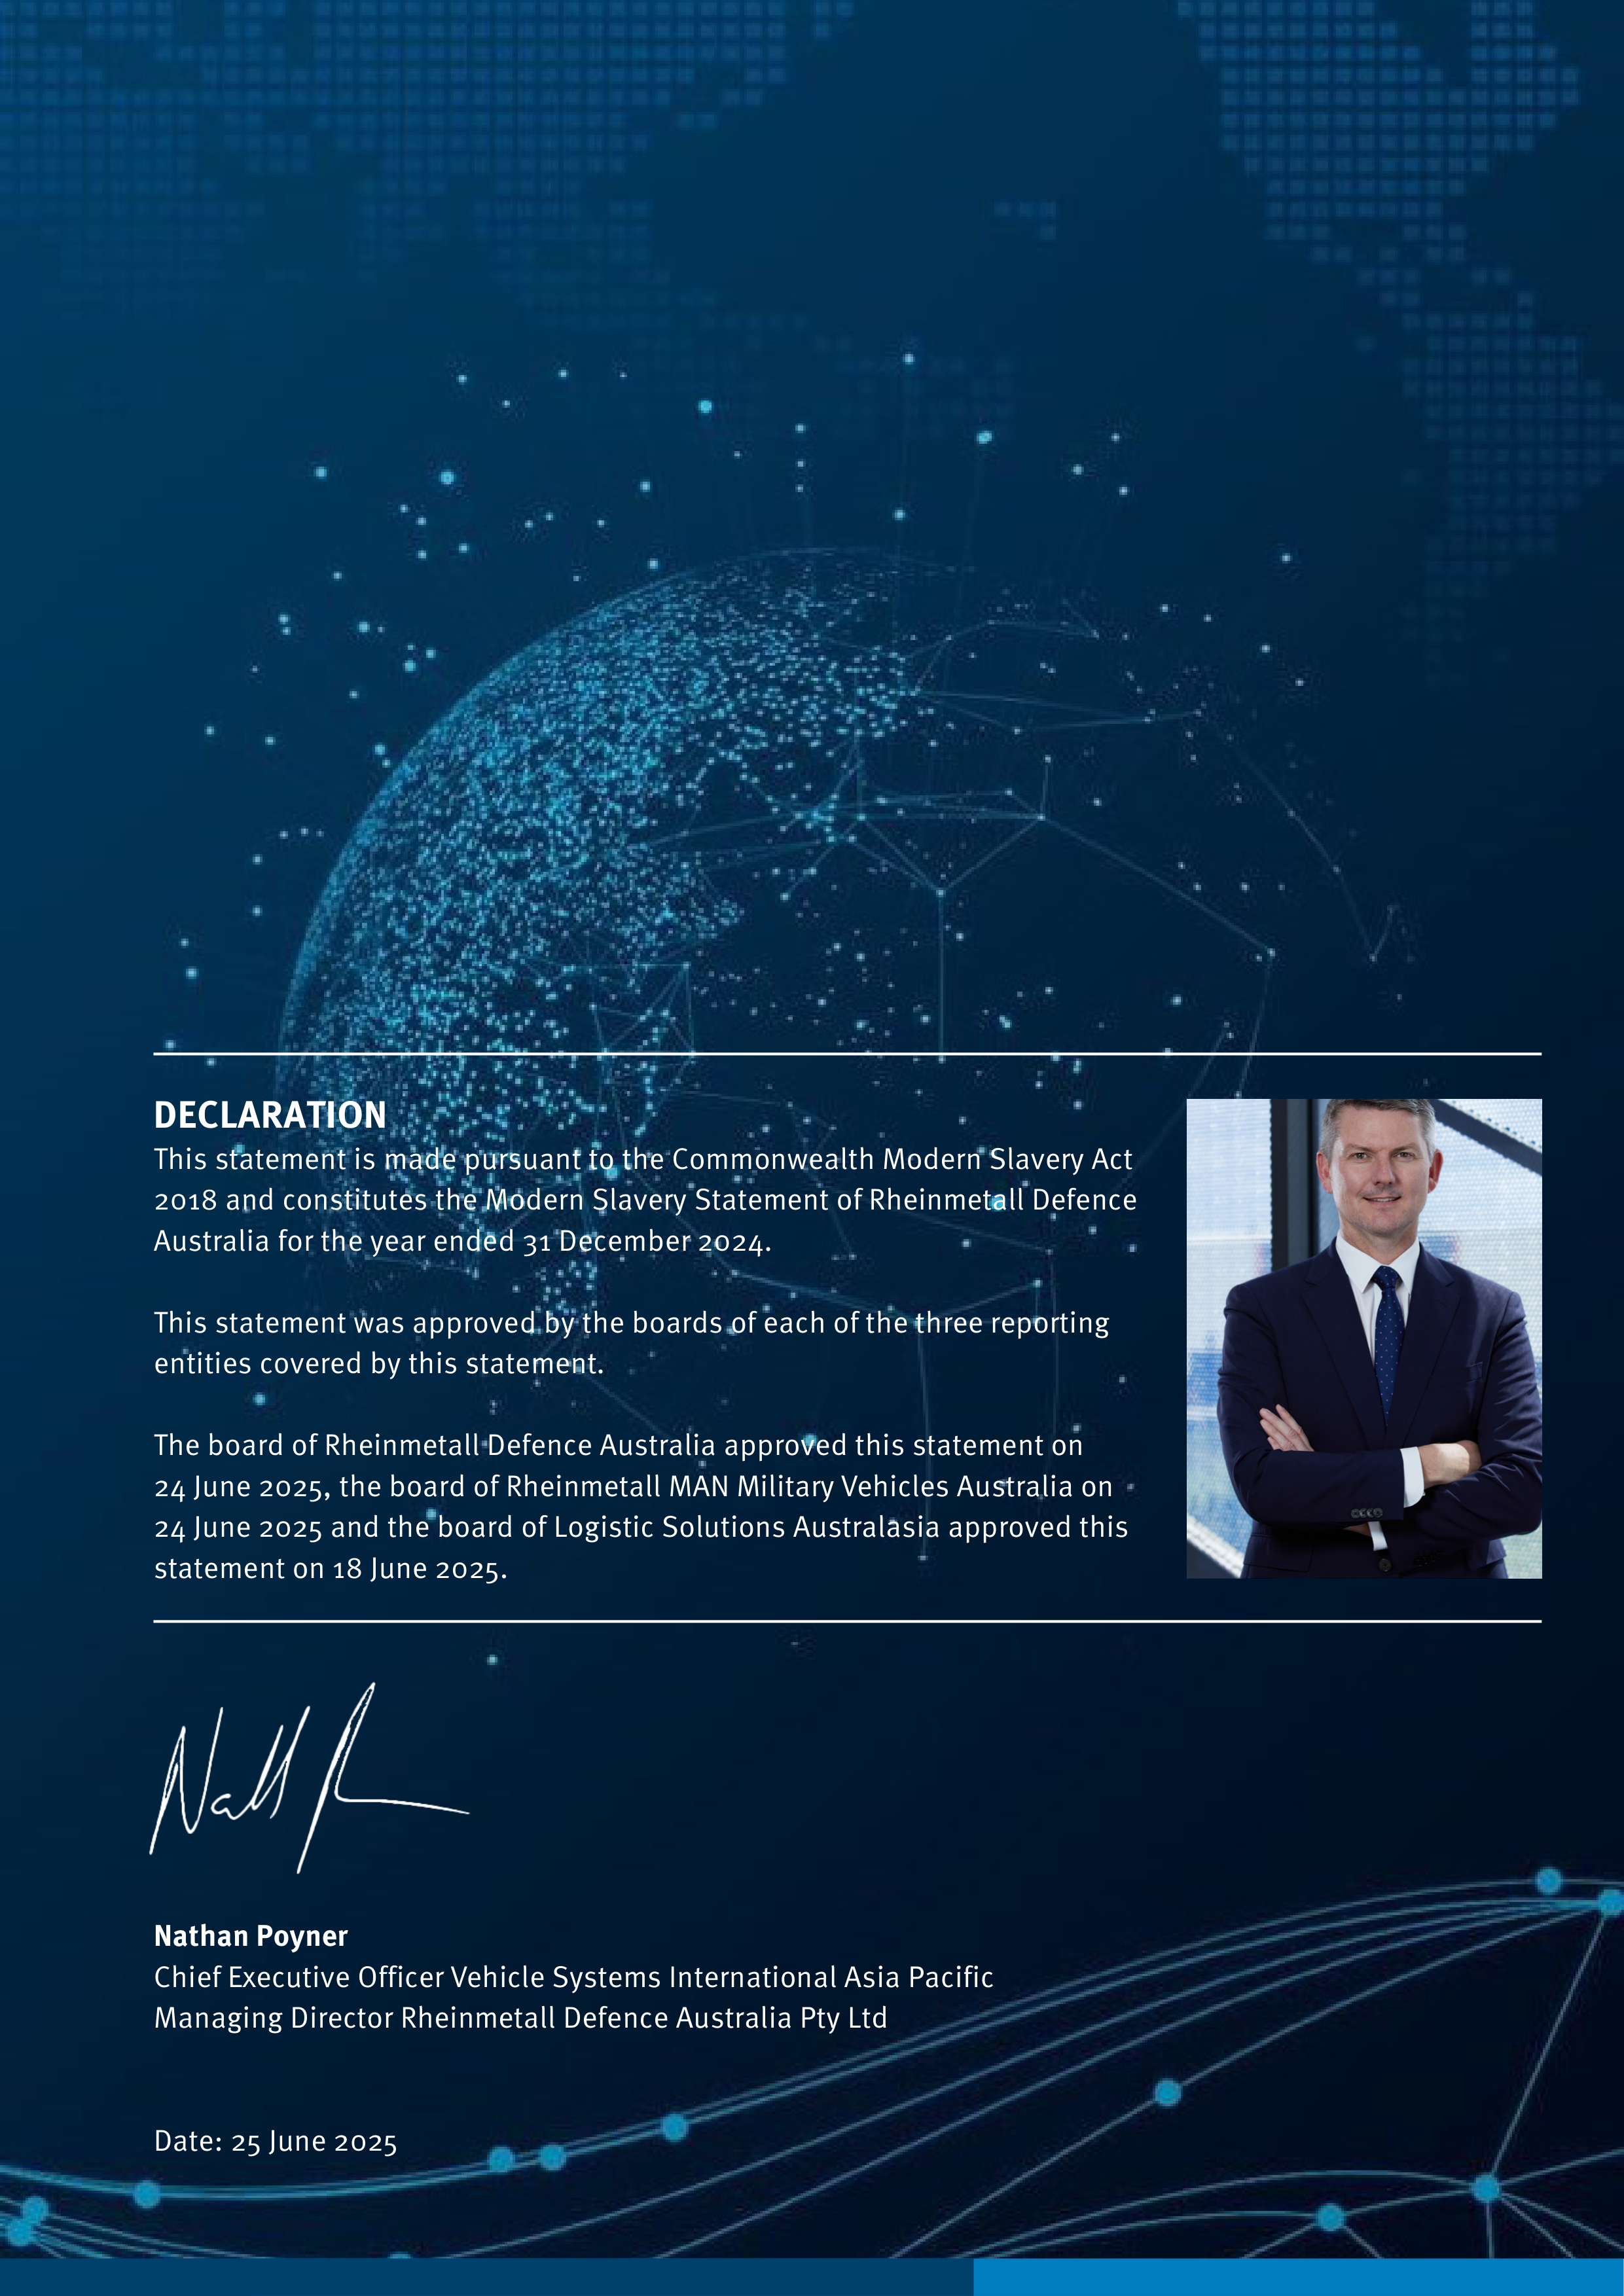 DECLARATION
This statement is made pursuant to the Commonwealth Modern Slavery Act
2018 and constitutes the Modern Slavery Statement of Rheinmetall Defence
Australia for the year ended 31 December 2024.
This statement was approved by the boards of each of the three reporting
entities covered by this statement.
The board of Rheinmetall Defence Australia approved this statement on
24 June 2025, the board of Rheinmetall MAN Military Vehicles Australia on
24 June 2025 and the board of Logistic Solutions Australasia approved this
statement on 18 June 2025.
Nathan Poyner
Chief Executive Officer Vehicle Systems International Asia Pacific
Managing Director Rheinmetall Defence Australia Pty Ltd
Date: 25 June 2025